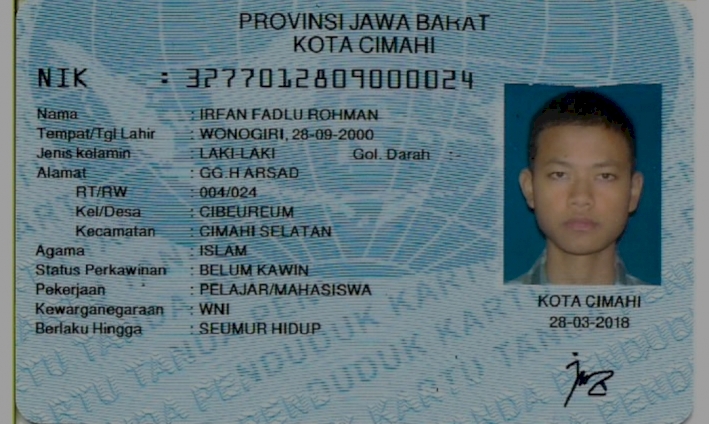 PROVINSI JAWA BARAT
KOTA CIMAHI
NIK : 3277012809000024
Nama : IRFAN FADLU ROHMAN
Tempat/Tgl Lahir : WONOGIRI, 28-09-2000
Jenis kelamin : LAKI-LAKI Gol. Darah :-
Alamat : GG.H ARSAD
RT/RW : 004/024
Kel/Desa : CIBEUREUM
Kecamatan : CIMAHI SELATAN
Agama : ISLAM
Status Perkawinan : BELUM KAWIN
Pekerjaan : PELAJAR/MAHASISWA
Kewarganegaraan : WNI
Berlaku Hingga : SEUMUR HIDUP
KOTA CIMAHI
28-03-2018
KARTU TANDA PENDUDUK KARTU TANDA PENDUDUK